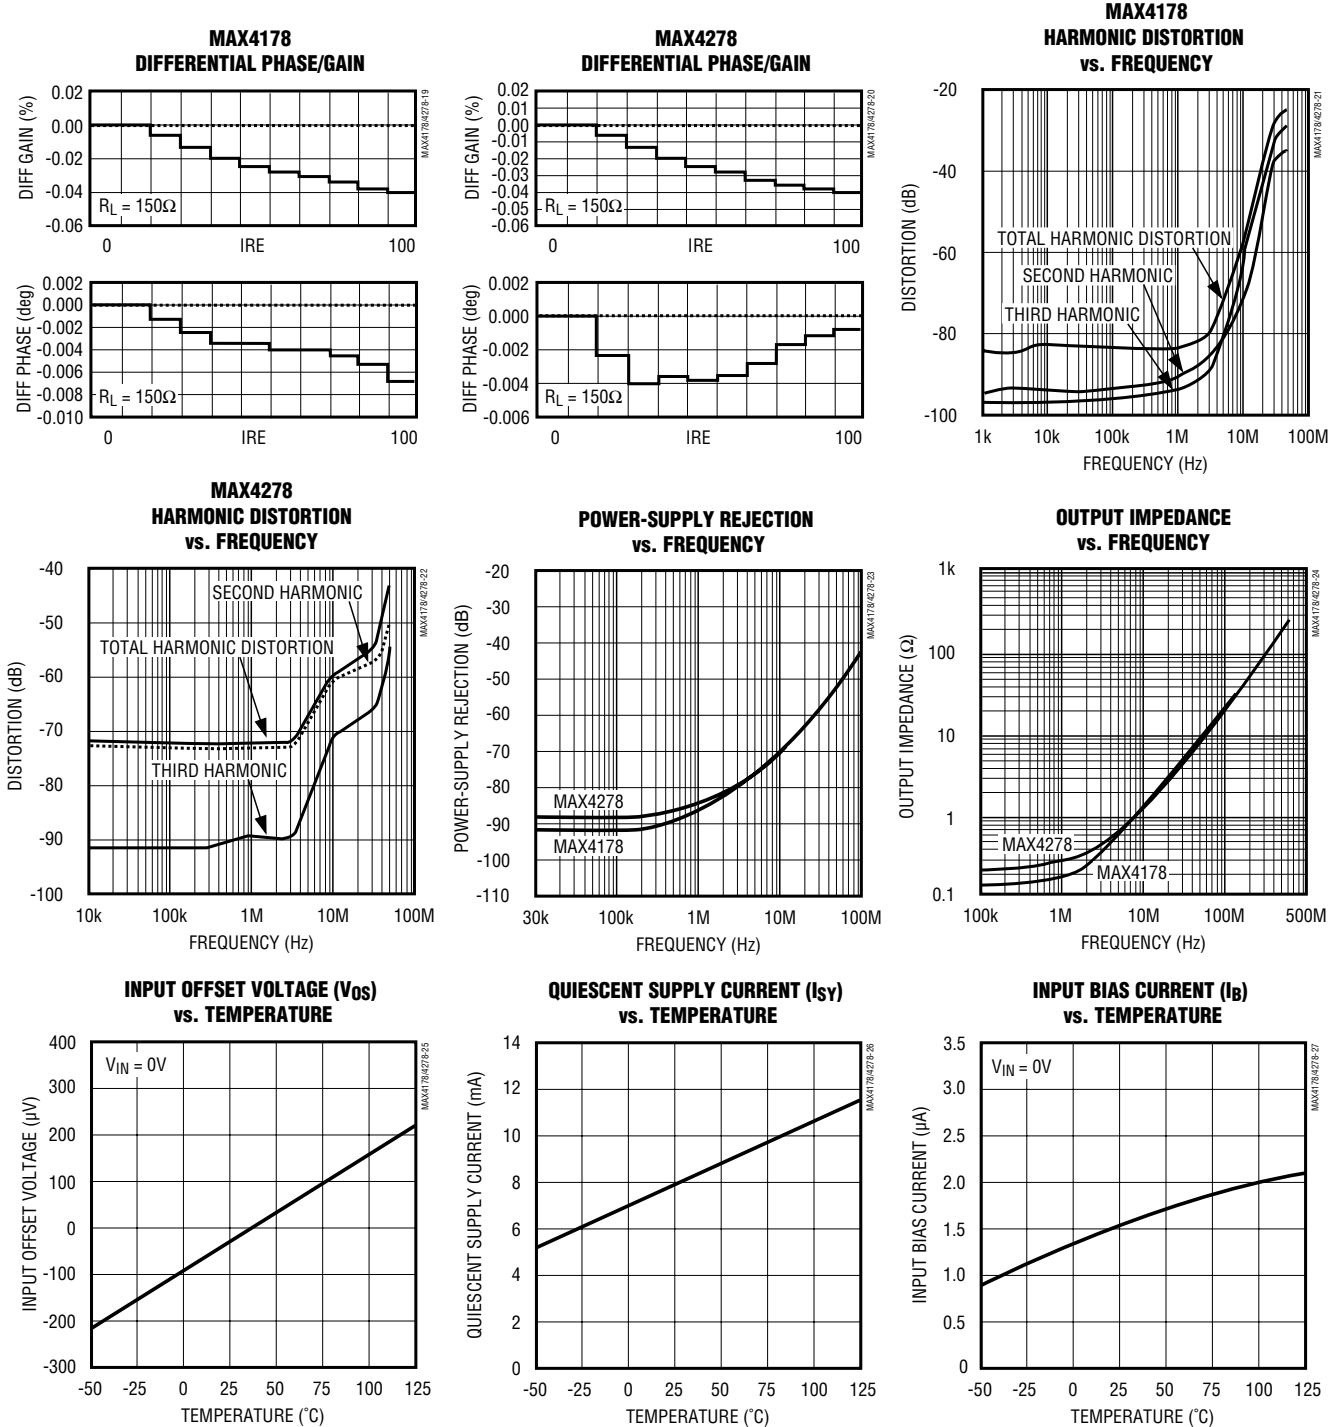 MAX4178
DIFFERENTIAL PHASE/GAIN
DIFF GAIN (%)
0.02
0.00
-0.02
-0.04
-0.06
RL = 150Ω
0 IRE 100
MAX4178/4278-19
DIFF PHASE (deg)
0.002
0.000
-0.002
-0.004
-0.006
-0.008
-0.010
RL = 150Ω
0 IRE 100
MAX4278
DIFFERENTIAL PHASE/GAIN
DIFF GAIN (%)
0.02
0.01
0.00
-0.01
-0.02
-0.03
-0.04
-0.05
-0.06
RL = 150Ω
0 IRE 100
MAX4178/4278-20
DIFF PHASE (deg)
0.002
0.000
-0.002
-0.004
-0.006
RL = 150Ω
0 IRE 100
MAX4178
HARMONIC DISTORTION
vs. FREQUENCY
DISTORTION (dB)
-20
-40
-60
-80
-100
TOTAL HARMONIC DISTORTION
SECOND HARMONIC
THIRD HARMONIC
1k 10k 100k 1M 10M 100M
FREQUENCY (Hz)
MAX4178/4278-21
MAX4278
HARMONIC DISTORTION
vs. FREQUENCY
DISTORTION (dB)
-40
-50
-60
-70
-80
-90
-100
SECOND HARMONIC
TOTAL HARMONIC DISTORTION
THIRD HARMONIC
10k 100k 1M 10M 100M
FREQUENCY (Hz)
MAX4178/4278-22
POWER-SUPPLY REJECTION
vs. FREQUENCY
POWER-SUPPLY REJECTION (dB)
-20
-30
-40
-50
-60
-70
-80
-90
-100
-110
MAX4278
MAX4178
30k 100k 1M 10M 100M
FREQUENCY (Hz)
MAX4178/4278-23
OUTPUT IMPEDANCE
vs. FREQUENCY
OUTPUT IMPEDANCE (Ω)
1k
100
10
1
0.1
MAX4278
MAX4178
100k 1M 10M 100M 500M
FREQUENCY (Hz)
MAX4178/4278-24
INPUT OFFSET VOLTAGE (VOS)
vs. TEMPERATURE
INPUT OFFSET VOLTAGE (µV)
400
300
200
100
0
-100
-200
-300
VIN = 0V
-50 -25 0 25 50 75 100 125
TEMPERATURE (˚C)
MAX4178/4278-25
QUIESCENT SUPPLY CURRENT (ISY)
vs. TEMPERATURE
QUIESCENT SUPPLY CURRENT (mA)
14
12
10
8
6
4
2
0
-50 -25 0 25 50 75 100 125
TEMPERATURE (˚C)
MAX4178/4278-26
INPUT BIAS CURRENT (IB)
vs. TEMPERATURE
INPUT BIAS CURRENT (µA)
3.5
3.0
2.5
2.0
1.5
1.0
0.5
0
VIN = 0V
-50 -25 0 25 50 75 100 125
TEMPERATURE (˚C)
MAX4178/4278-27